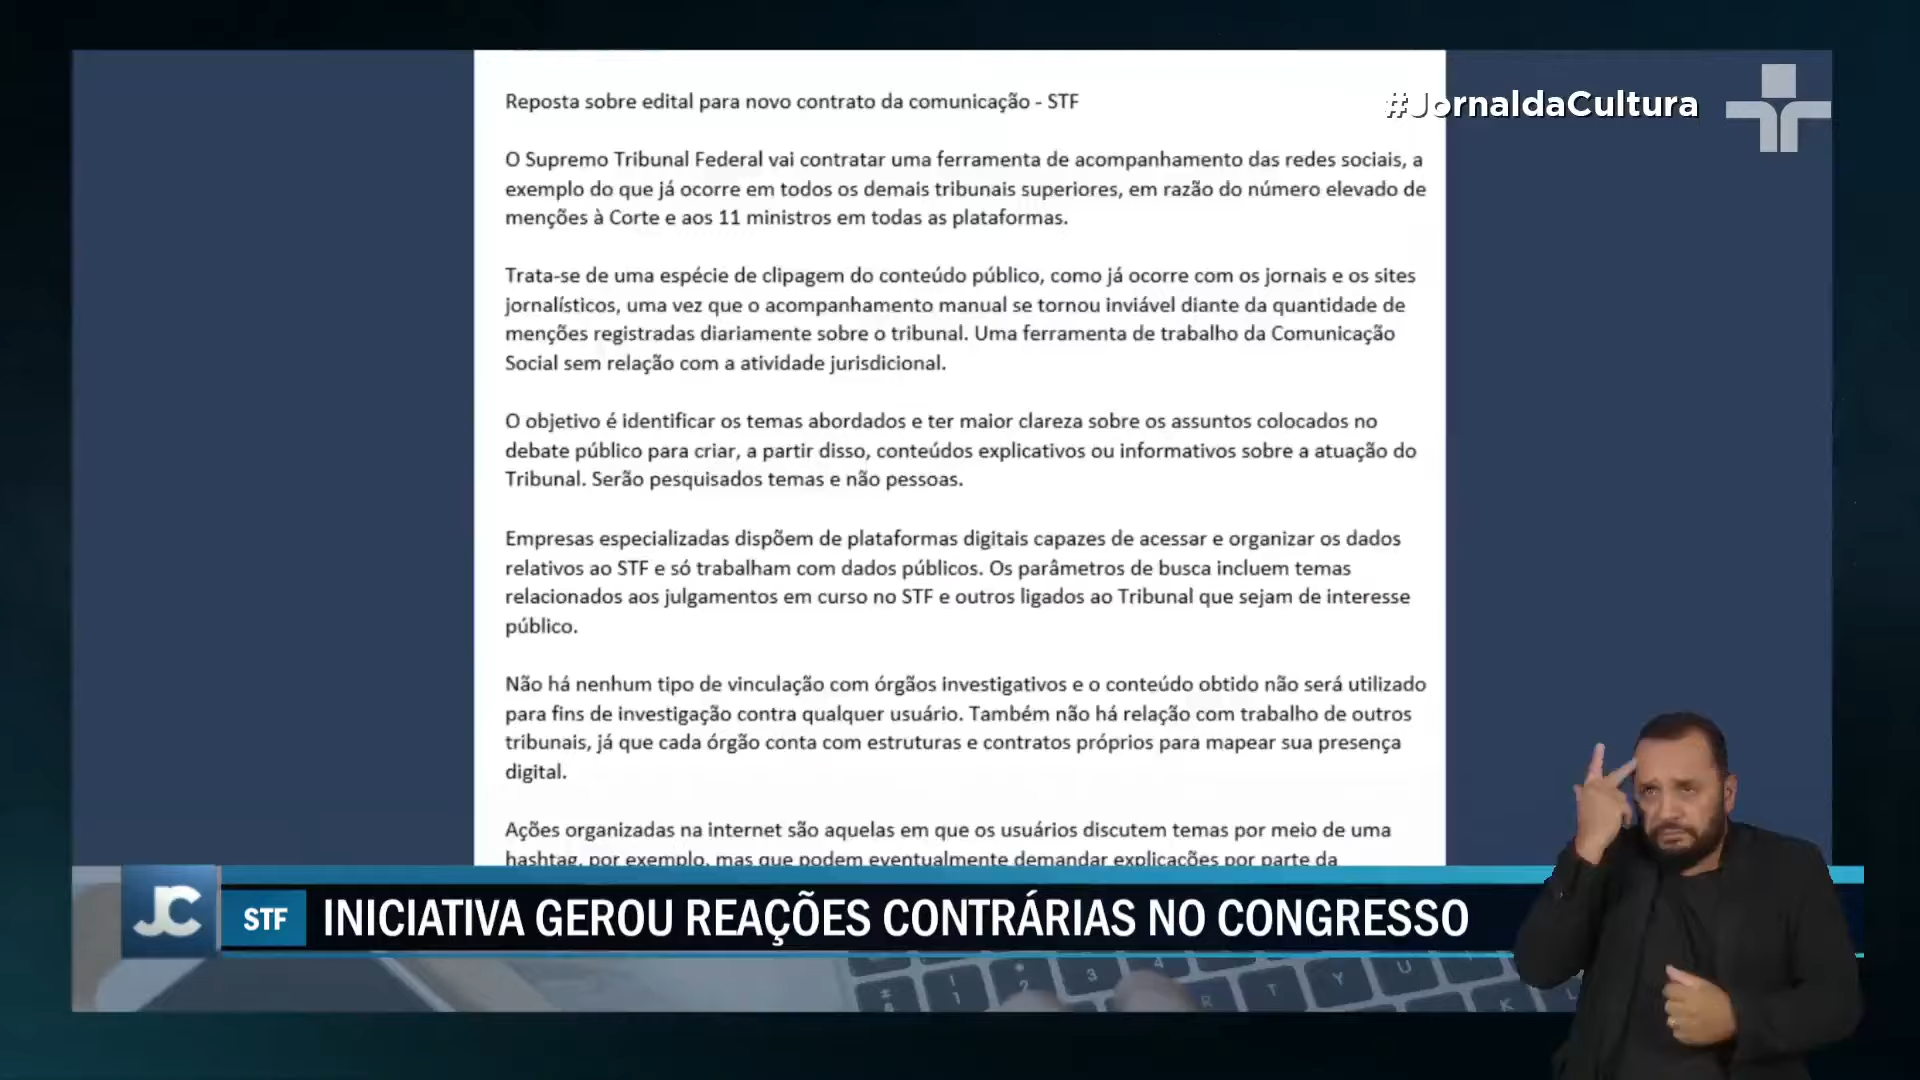 Reposta sobre edital para novo contrato da comunicação - STF
#JornaldaCultura
O Supremo Tribunal Federal vai contratar uma ferramenta de acompanhamento das redes sociais, a
exemplo do que já ocorre em todos os demais tribunais superiores, em razão do número elevado de
menções à Corte e aos 11 ministros em todas as plataformas.
Trata-se de uma espécie de clipagem do conteúdo público, como já ocorre com os jornais e os sites
jornalísticos, uma vez que o acompanhamento manual se tornou inviável diante da quantidade de
menções registradas diariamente sobre o tribunal. Uma ferramenta de trabalho da Comunicação
Social sem relação com a atividade jurisdicional.
O objetivo é identificar os temas abordados e ter maior clareza sobre os assuntos colocados no
debate público para criar, a partir disso, conteúdos explicativos ou informativos sobre a atuação do
Tribunal. Serão pesquisados temas e não pessoas.
Empresas especializadas dispõem de plataformas digitais capazes de acessar e organizar os dados
relativos ao STF e só trabalham com dados públicos. Os parâmetros de busca incluem temas
relacionados aos julgamentos em curso no STF e outros ligados ao Tribunal que sejam de interesse
público.
Não há nenhum tipo de vinculação com órgãos investigativos e o conteúdo obtido não será utilizado
para fins de investigação contra qualquer usuário. Também não há relação com trabalho de outros
tribunais, já que cada órgão conta com estruturas e contratos próprios para mapear sua presença
digital.
Ações organizadas na internet são aquelas em que os usuários discutem temas por meio de uma
hashtag, por exemplo, mas que podem eventualmente demandar explicações por parte da
JC
STF INICIATIVA GEROU REAÇÕES CONTRÁRIAS NO CONGRESSO
1 2 3 4 R T Y U K